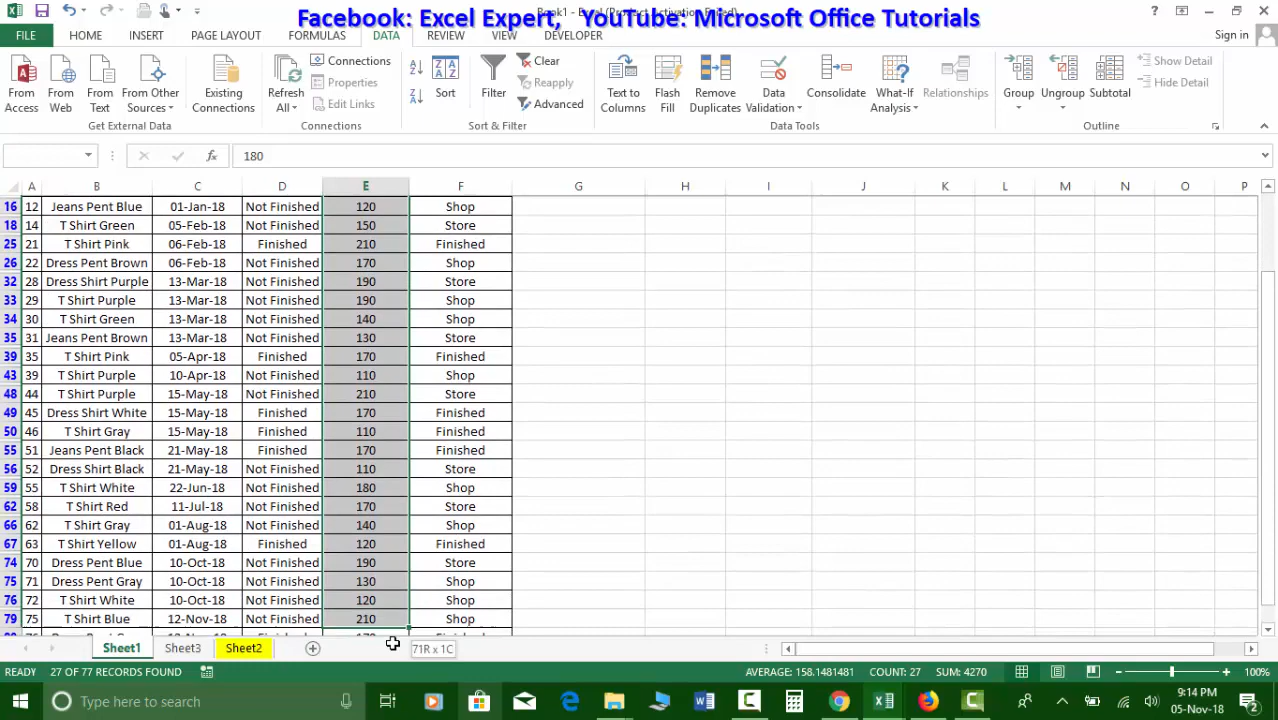 Book1 - Excel (Product Activation Failed)
Facebook: Excel Expert, YouTube: Microsoft Office Tutorials
FILE HOME INSERT PAGE LAYOUT FORMULAS DATA REVIEW VIEW DEVELOPER Sign in
From Access
From Web
From Text
From Other Sources
Existing Connections
Get External Data
Refresh All
Connections
Properties
Edit Links
Connections
Sort
Filter
Clear
Reapply
Advanced
Sort & Filter
Text to Columns
Flash Fill
Remove Duplicates
Data Validation
Consolidate
What-If Analysis
Relationships
Data Tools
Group
Ungroup
Subtotal
Show Detail
Hide Detail
Outline
180
A B C D E F G H I J K L M N O P
16 12 Jeans Pent Blue 01-Jan-18 Not Finished 120 Shop
18 14 T Shirt Green 05-Feb-18 Not Finished 150 Store
25 21 T Shirt Pink 06-Feb-18 Finished 210 Finished
26 22 Dress Pent Brown 06-Feb-18 Not Finished 170 Shop
32 28 Dress Shirt Purple 13-Mar-18 Not Finished 190 Store
33 29 T Shirt Purple 13-Mar-18 Not Finished 190 Shop
34 30 T Shirt Green 13-Mar-18 Not Finished 140 Shop
35 31 Jeans Pent Brown 13-Mar-18 Not Finished 130 Store
39 35 T Shirt Pink 05-Apr-18 Finished 170 Finished
43 39 T Shirt Purple 10-Apr-18 Not Finished 110 Shop
48 44 T Shirt Purple 15-May-18 Not Finished 210 Store
49 45 Dress Shirt White 15-May-18 Finished 170 Finished
50 46 T Shirt Gray 15-May-18 Finished 110 Finished
55 51 Jeans Pent Black 21-May-18 Finished 170 Finished
56 52 Dress Shirt Black 21-May-18 Not Finished 110 Store
59 55 T Shirt White 22-Jun-18 Not Finished 180 Shop
62 58 T Shirt Red 11-Jul-18 Not Finished 170 Store
66 62 T Shirt Gray 01-Aug-18 Not Finished 140 Shop
67 63 T Shirt Yellow 01-Aug-18 Finished 120 Finished
74 70 Dress Pent Blue 10-Oct-18 Not Finished 190 Store
75 71 Dress Pent Gray 10-Oct-18 Not Finished 130 Shop
76 72 T Shirt White 10-Oct-18 Not Finished 120 Shop
79 75 T Shirt Blue 12-Nov-18 Not Finished 210 Shop
Sheet1 Sheet3 Sheet2 71R x 1C
READY 27 OF 77 RECORDS FOUND AVERAGE: 158.1481481 COUNT: 27 SUM: 4270 100%
Type here to search
9:14 PM
05-Nov-18
2